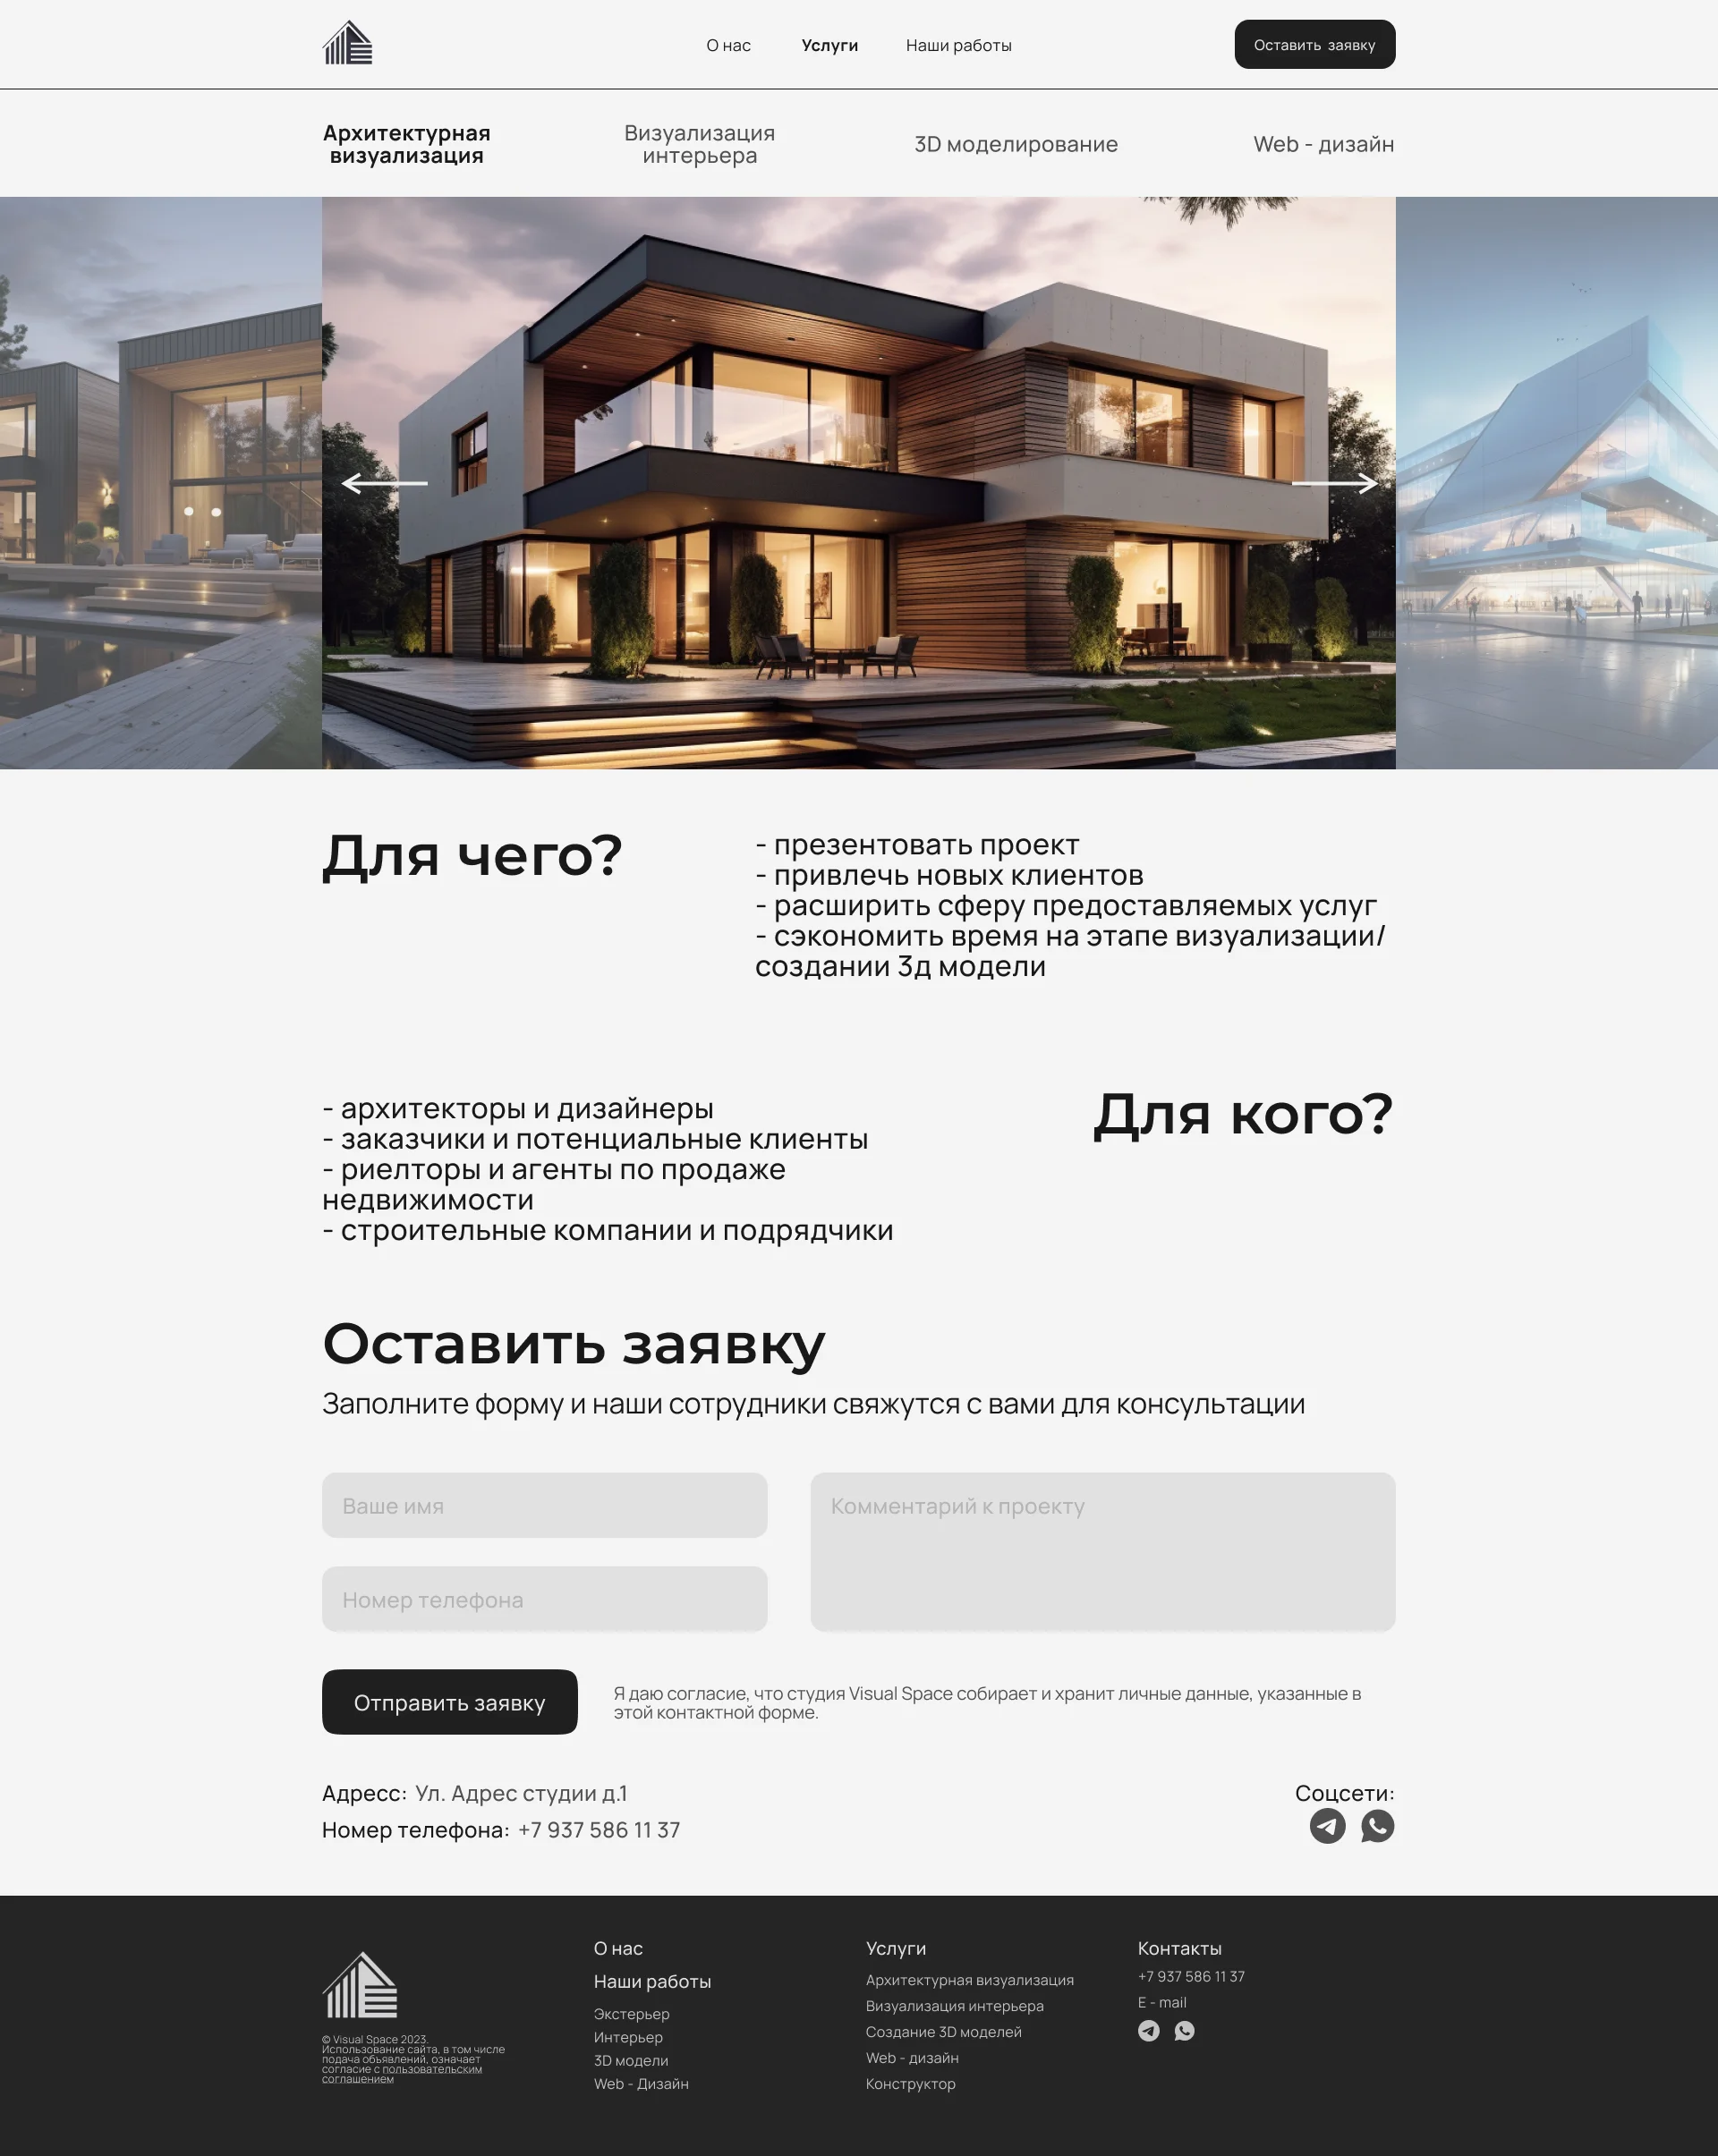 О нас
Услуги
Наши работы
Оставить заявку
Архитектурная
визуализация
Визуализация
интерьера
3D моделирование
Web - дизайн
Для чего?
- презентовать проект
- привлечь новых клиентов
- расширить сферу предоставляемых услуг
- сэкономить время на этапе визуализации/
создании 3д модели
- архитекторы и дизайнеры
- заказчики и потенциальные клиенты
- риелторы и агенты по продаже
недвижимости
- строительные компании и подрядчики
Для кого?
Оставить заявку
Заполните форму и наши сотрудники свяжутся с вами для консультации
Ваше имя
Номер телефона
Комментарий к проекту
Отправить заявку
Я даю согласие, что студия Visual Space собирает и хранит личные данные, указанные в
этой контактной форме.
Адресс: Ул. Адрес студии д.1
Номер телефона: +7 937 586 11 37
Соцсети:
© Visual Space 2023.
Использование сайта, в том числе
подача объявлений, означает
согласие с пользовательским
соглашением
О нас
Наши работы
Экстерьер
Интерьер
3D модели
Web - Дизайн
Услуги
Архитектурная визуализация
Визуализация интерьера
Создание 3D моделей
Web - дизайн
Конструктор
Контакты
+7 937 586 11 37
E - mail